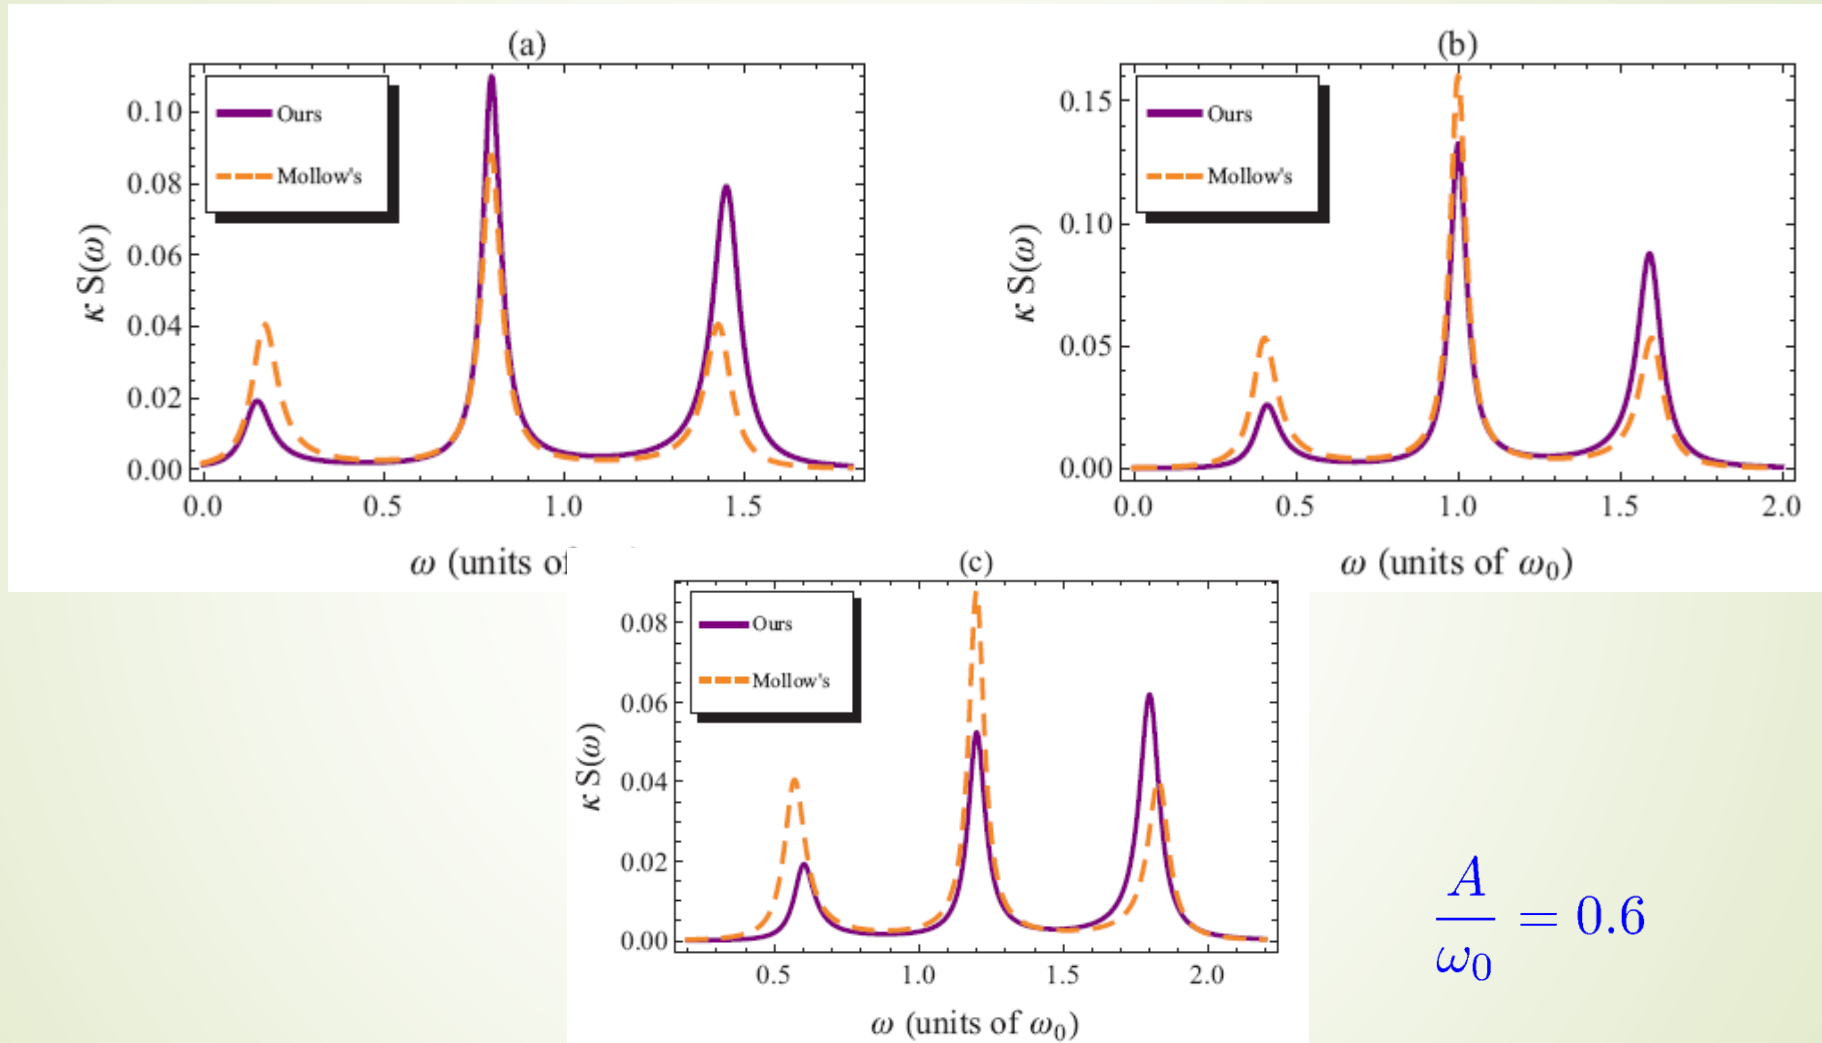 (a)
Ours
Mollow's
0.10
0.08
0.06
0.04
0.02
0.00
κ S(ω)
0.0 0.5 1.0 1.5
ω (units of
(b)
Ours
Mollow's
0.15
0.10
0.05
0.00
κ S(ω)
0.0 0.5 1.0 1.5 2.0
ω (units of ω₀)
(c)
Ours
Mollow's
0.08
0.06
0.04
0.02
0.00
κ S(ω)
0.5 1.0 1.5 2.0
ω (units of ω₀)
A/ω₀ = 0.6